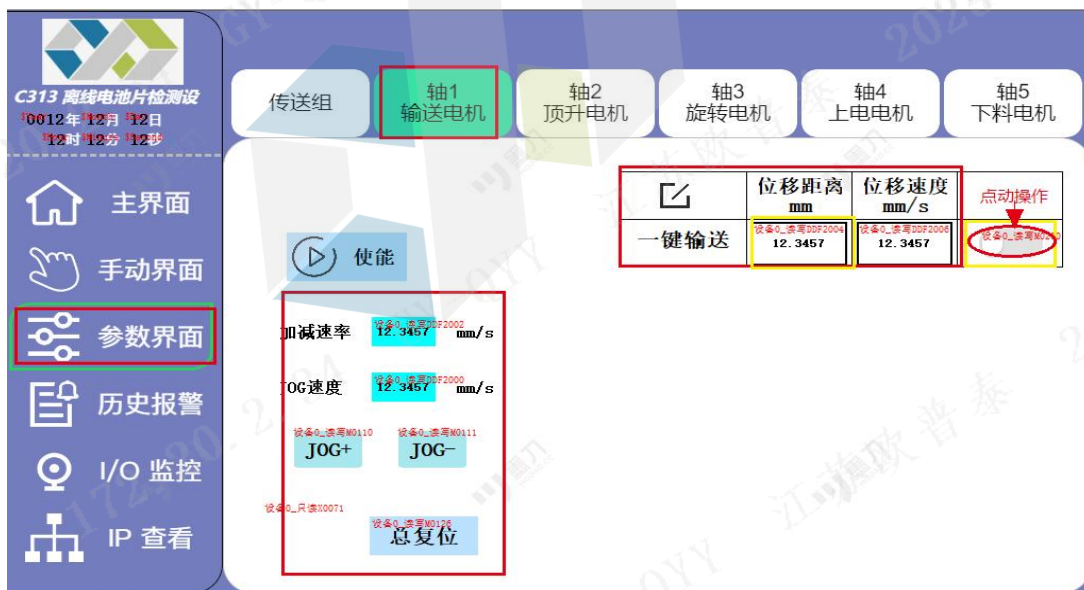 C313 离线电池片检测设
0012年 12月 12日
12时 12分 12秒
主界面
手动界面
参数界面
历史报警
I/O 监控
IP 查看
传送组
轴1
输送电机
轴2
顶升电机
轴3
旋转电机
轴4
上电电机
轴5
下料电机
位移距离
mm
位移速度
mm/s
点动操作
一键输送
设备0_读写DDF2004
12.3457
设备0_读写DDF2006
12.3457
使能
加减速率
设备0_读写DDF2002
12.3457
mm/s
JOG速度
设备0_读写DDF2000
12.3457
mm/s
设备0_读写M0110
JOG+
设备0_读写M0111
JOG-
设备0_只读X0071
设备0_读写M0126
总复位
江苏欧普泰
墨刀